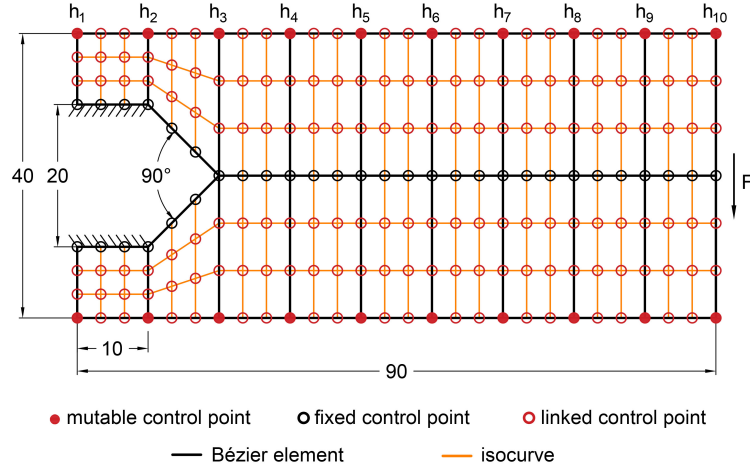 h1 h2 h3 h4 h5 h6 h7 h8 h9 h10
40 20 90° F
10
90
mutable control point fixed control point linked control point
Bézier element isocurve